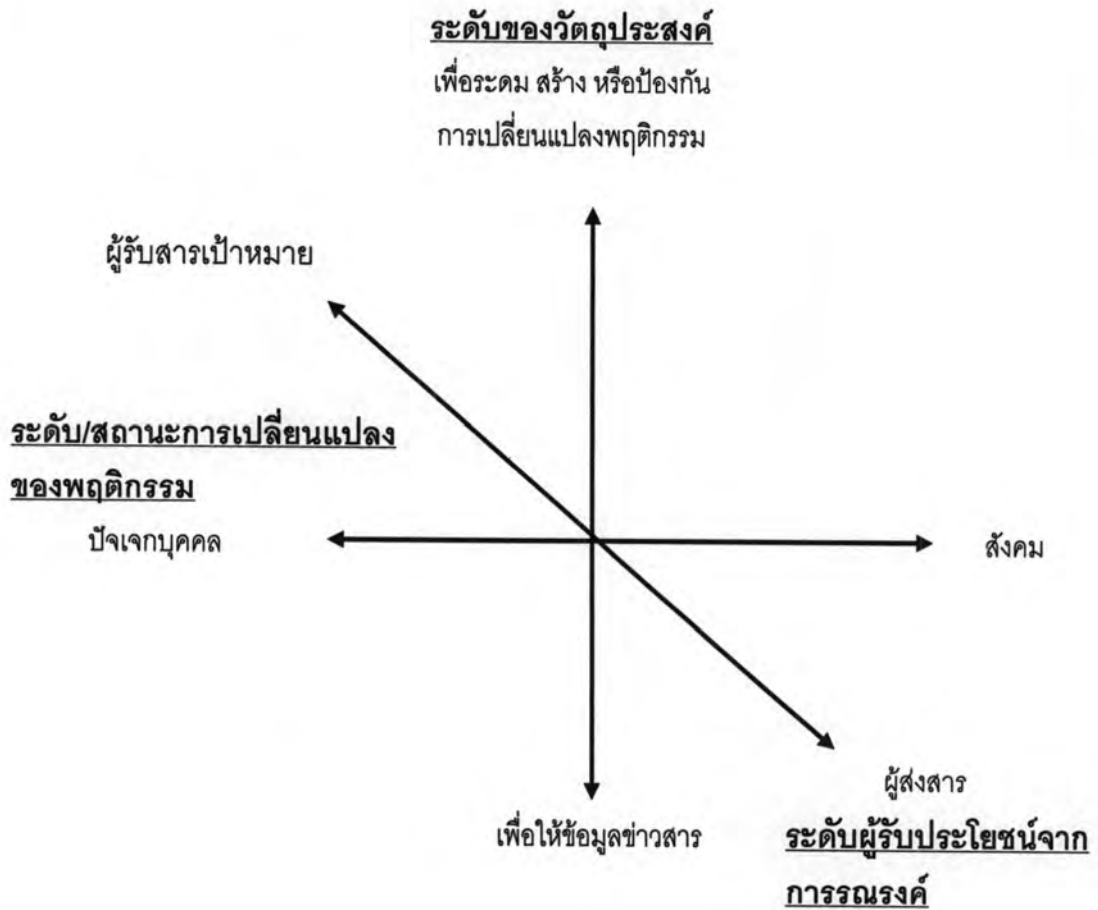 ระดับของวัตถุประสงค์
เพื่อระดม สร้าง หรือป้องกัน
การเปลี่ยนแปลงพฤติกรรม
ผู้รับสารเป้าหมาย
ระดับ/สถานะการเปลี่ยนแปลง
ของพฤติกรรม
ปัจเจกบุคคล
สังคม
ผู้ส่งสาร
เพื่อให้ข้อมูลข่าวสาร
ระดับผู้รับประโยชน์จาก
การรณรงค์